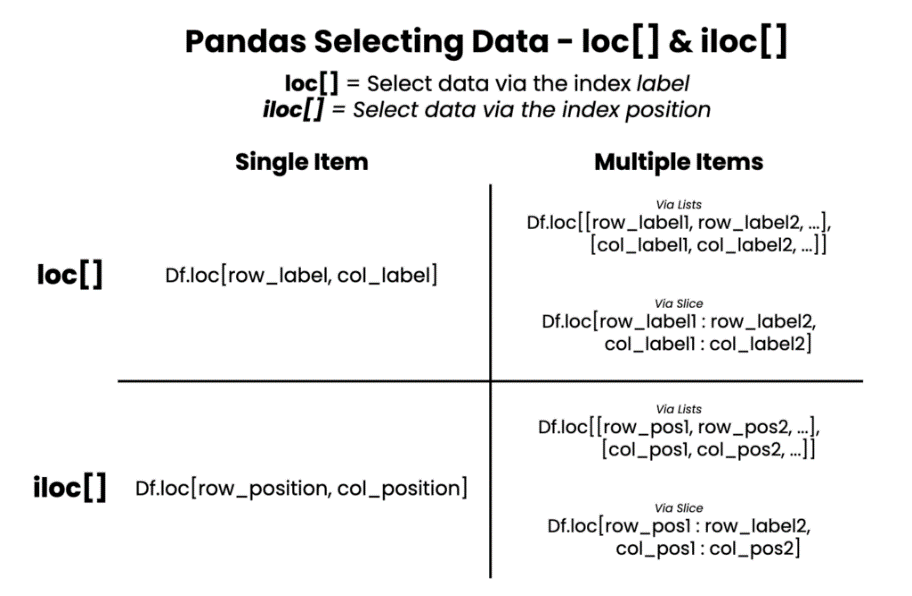 Pandas Selecting Data - loc[] & iloc[]
loc[] = Select data via the index label
iloc[] = Select data via the index position
Single Item
Multiple Items
loc[]
Df.loc[row_label, col_label]
Via Lists
Df.loc[[row_label1, row_label2, ...],
[col_label1, col_label2, ...]]
Via Slice
Df.loc[row_label1 : row_label2,
col_label1 : col_label2]
iloc[]
Df.loc[row_position, col_position]
Via Lists
Df.loc[[row_pos1, row_pos2, ...],
[col_pos1, col_pos2, ...]]
Via Slice
Df.loc[row_pos1 : row_label2,
col_pos1 : col_pos2]